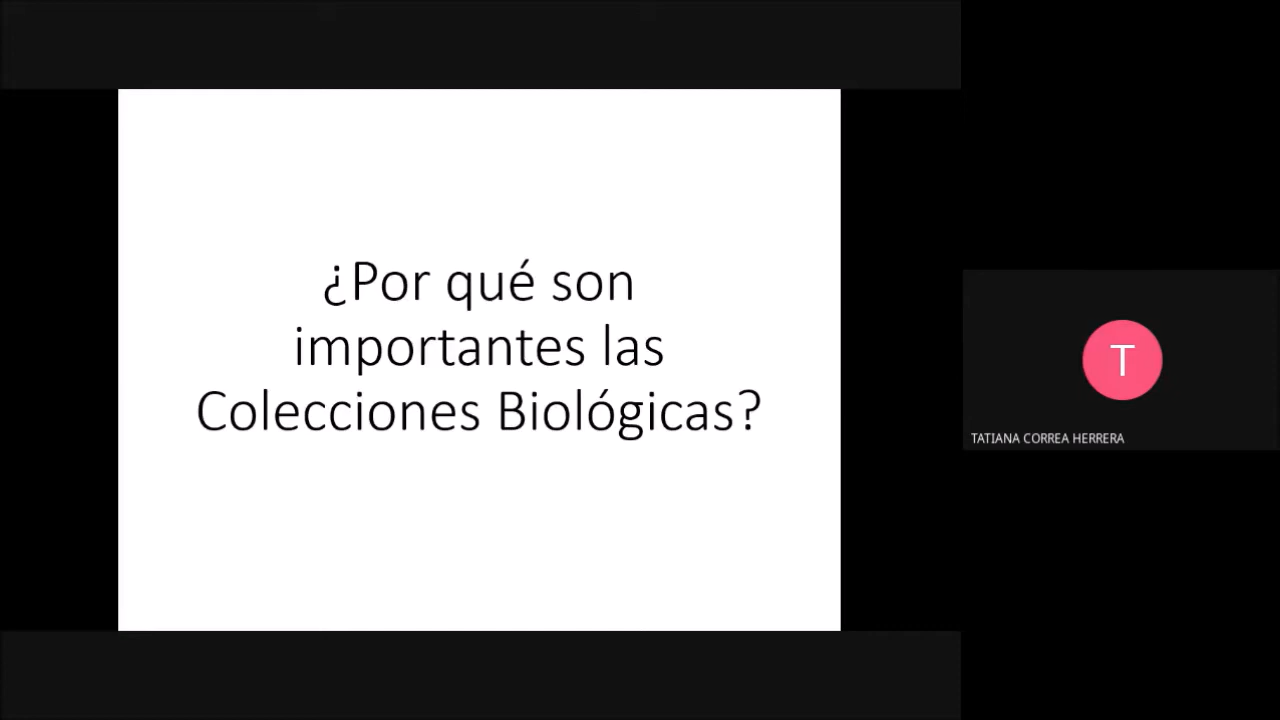 ¿Por qué son
importantes las
Colecciones Biológicas?
T
TATIANA CORREA HERRERA